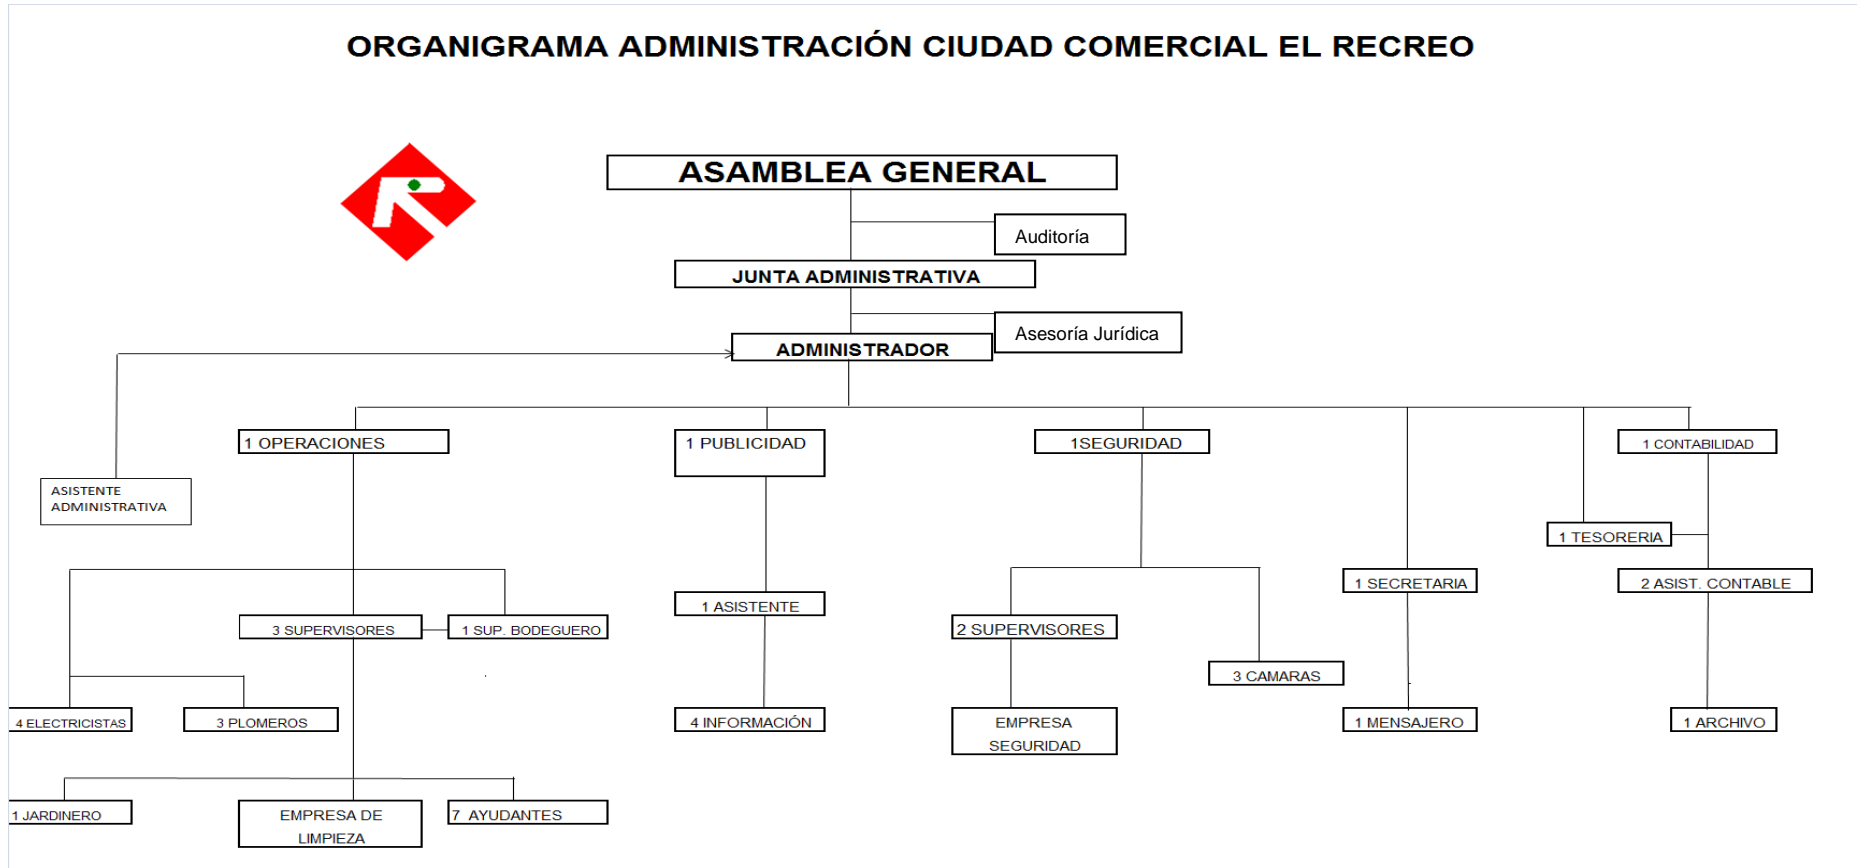 ORGANIGRAMA ADMINISTRACIÓN CIUDAD COMERCIAL EL RECREO
ASAMBLEA GENERAL
Auditoría
JUNTA ADMINISTRATIVA
Asesoría Jurídica
ADMINISTRADOR
1 OPERACIONES
1 PUBLICIDAD
1SEGURIDAD
1 CONTABILIDAD
ASISTENTE
ADMINISTRATIVA
1 TESORERIA
1 SECRETARIA
2 ASIST. CONTABLE
1 ASISTENTE
3 SUPERVISORES
1 SUP. BODEGUERO
2 SUPERVISORES
3 CAMARAS
4 ELECTRICISTAS
3 PLOMEROS
4 INFORMACIÓN
EMPRESA
SEGURIDAD
1 MENSAJERO
1 ARCHIVO
1 JARDINERO
EMPRESA DE
LIMPIEZA
7 AYUDANTES